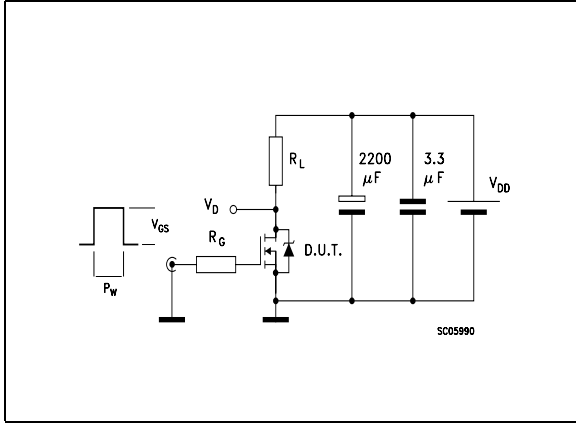 R_L
2200
µF
3.3
µF
V_DD
V_D
V_GS
R_G
D.U.T.
P_W
SC05990